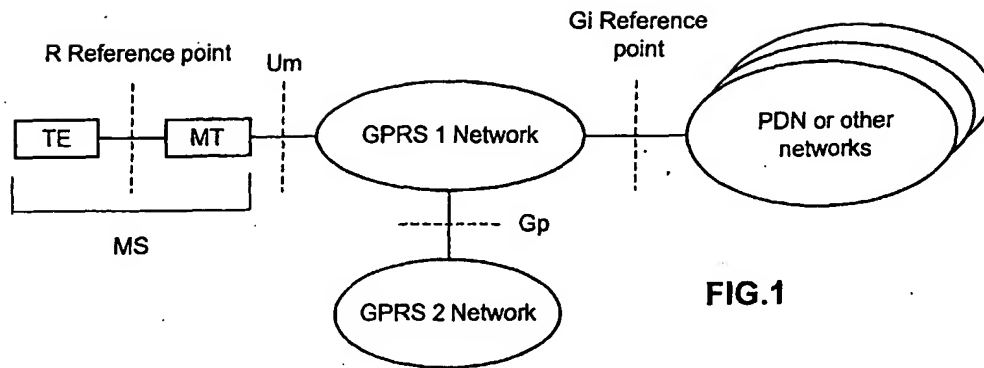 Gi Reference
point
R Reference point
Um
TE
MT
GPRS 1 Network
PDN or other
networks
MS
Gp
GPRS 2 Network
FIG.1